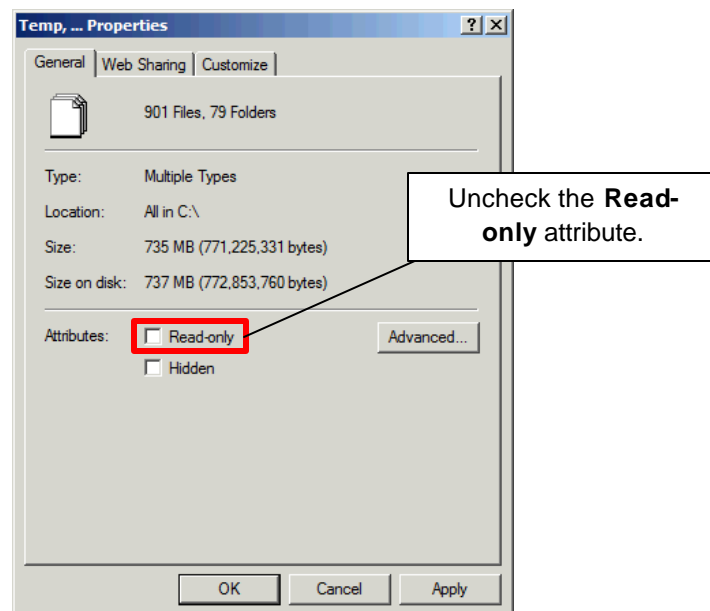 Temp, ... Properties
General Web Sharing Customize
901 Files, 79 Folders
Type: Multiple Types
Location: All in C:\
Size: 735 MB (771,225,331 bytes)
Size on disk: 737 MB (772,853,760 bytes)
Attributes: Read-only Advanced...
Hidden
OK Cancel Apply
Uncheck the Read-
only attribute.